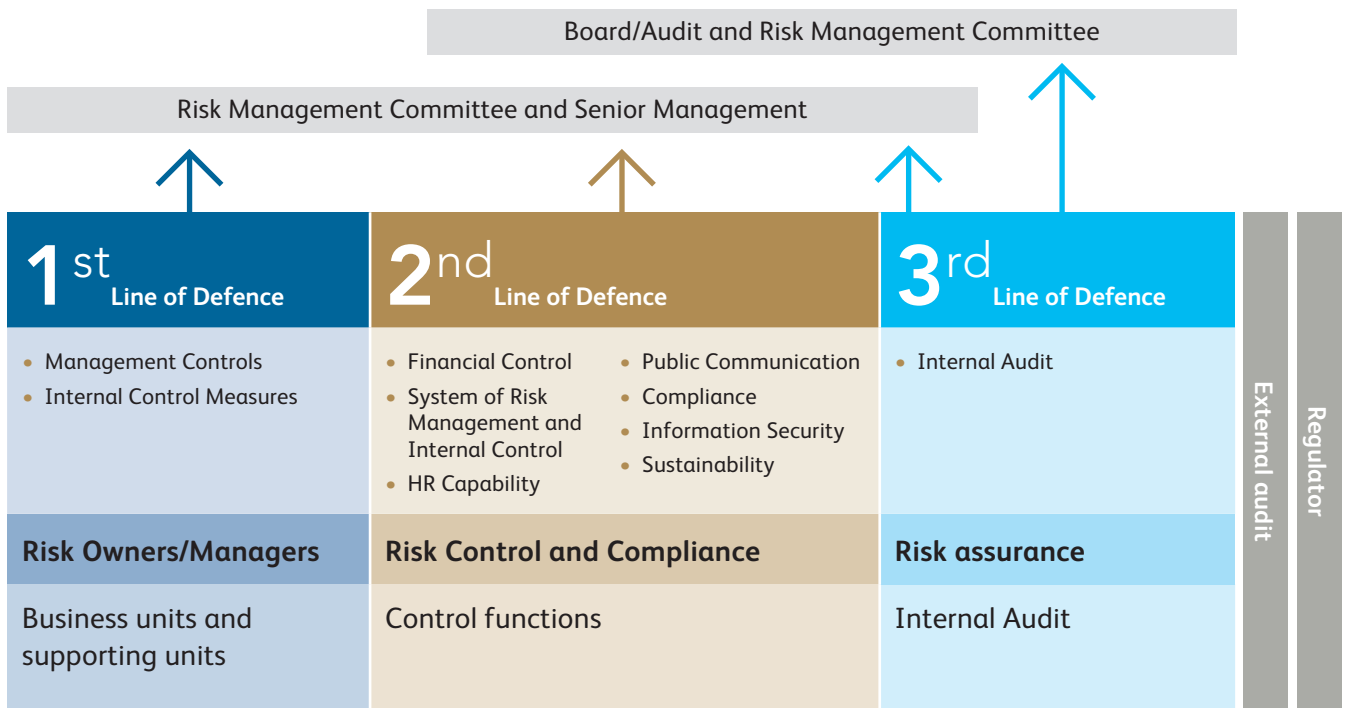 Board/Audit and Risk Management Committee
Risk Management Committee and Senior Management
1st
Line of Defence
• Management Controls
• Internal Control Measures
Risk Owners/Managers
Business units and
supporting units
2nd
Line of Defence
• Financial Control
• System of Risk
Management and
Internal Control
• HR Capability
• Public Communication
• Compliance
• Information Security
• Sustainability
Risk Control and Compliance
Control functions
3rd
Line of Defence
• Internal Audit
Risk assurance
Internal Audit
External audit
Regulator